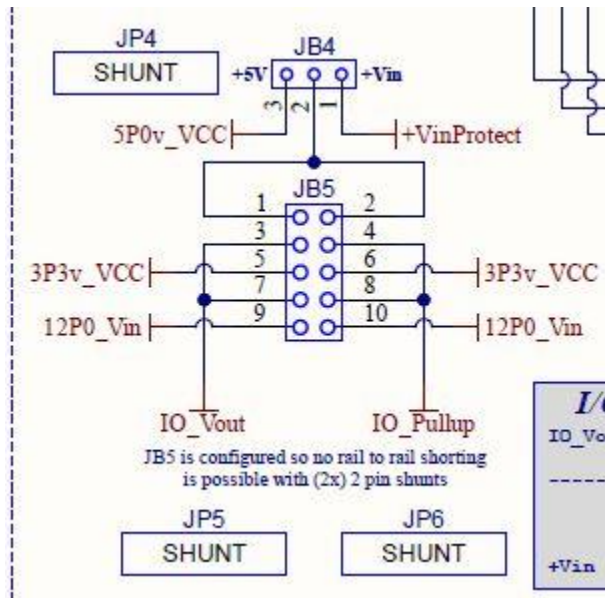 JP4
SHUNT
JB4
+5V
+Vin
3
2
1
5P0v_VCC
+VinProtect
JB5
1
2
3
4
3P3v_VCC
5
6
3P3v_VCC
7
8
12P0_Vin
9
10
12P0_Vin
IO_Vout
IO_Pullup
JB5 is configured so no rail to rail shorting
is possible with (2x) 2 pin shunts
JP5
SHUNT
JP6
SHUNT
IO_Vo
+Vin